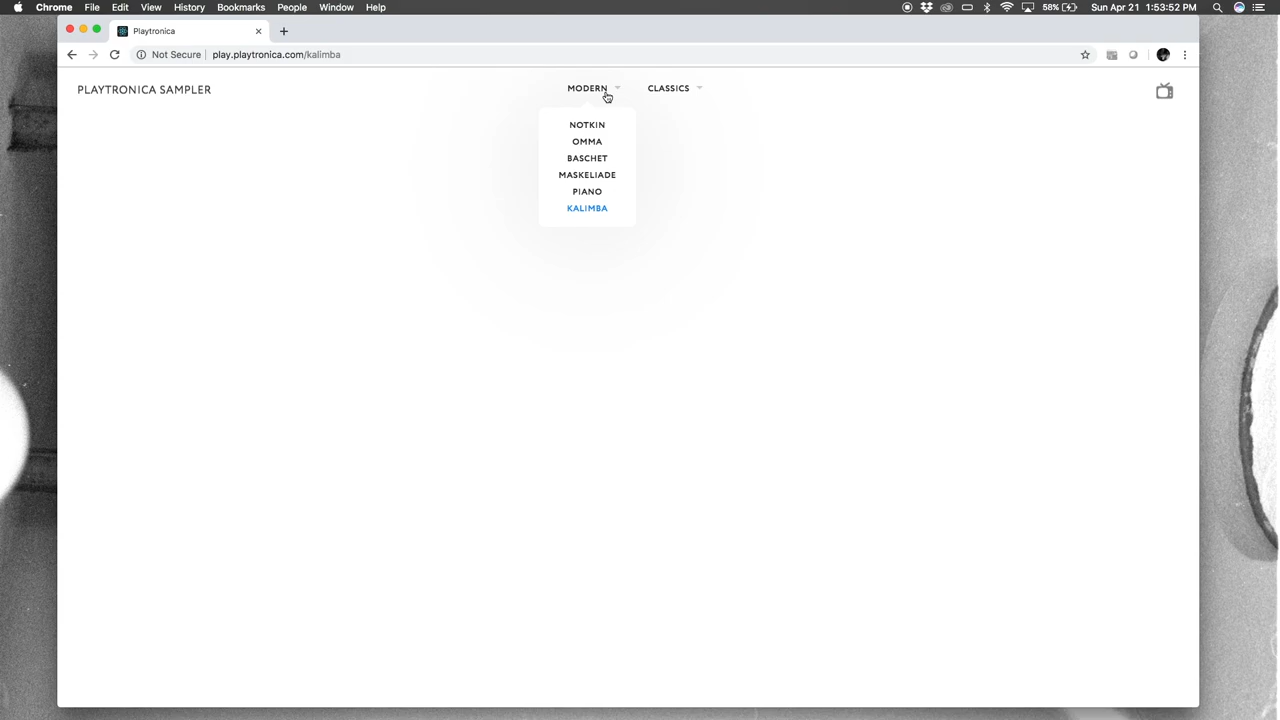 Chrome File Edit View History Bookmarks People Window Help 58% Sun Apr 21 1:53:52 PM
Playtronica
Not Secure play.playtronica.com/kalimba
PLAYTRONICA SAMPLER MODERN CLASSICS
NOTKIN
OMMA
BASCHET
MASKELIADE
PIANO
KALIMBA